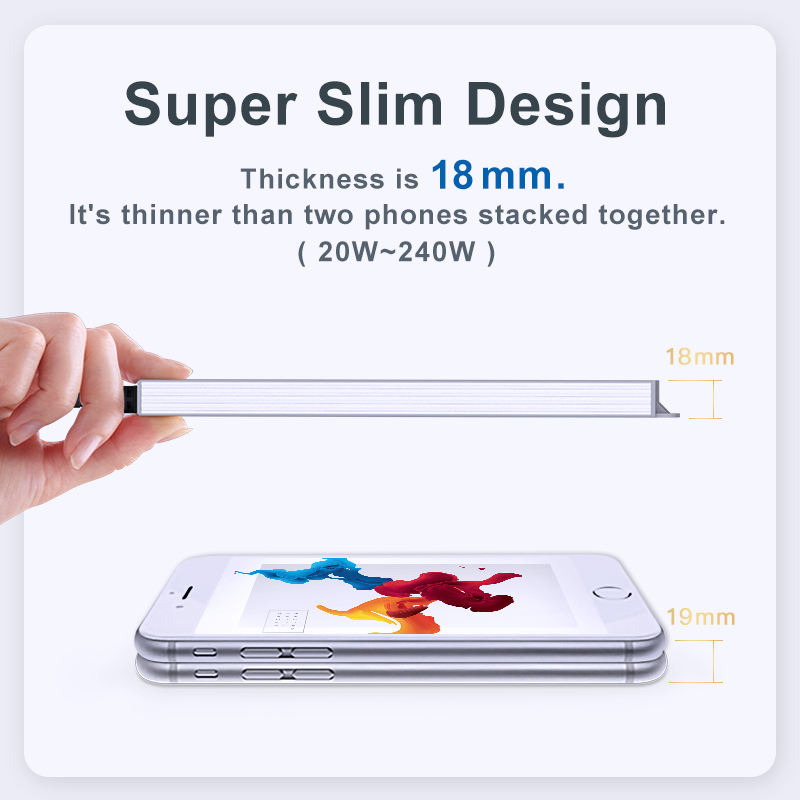 Super Slim Design
Thickness is 18mm.
It's thinner than two phones stacked together.
( 20W~240W )
18mm
19mm